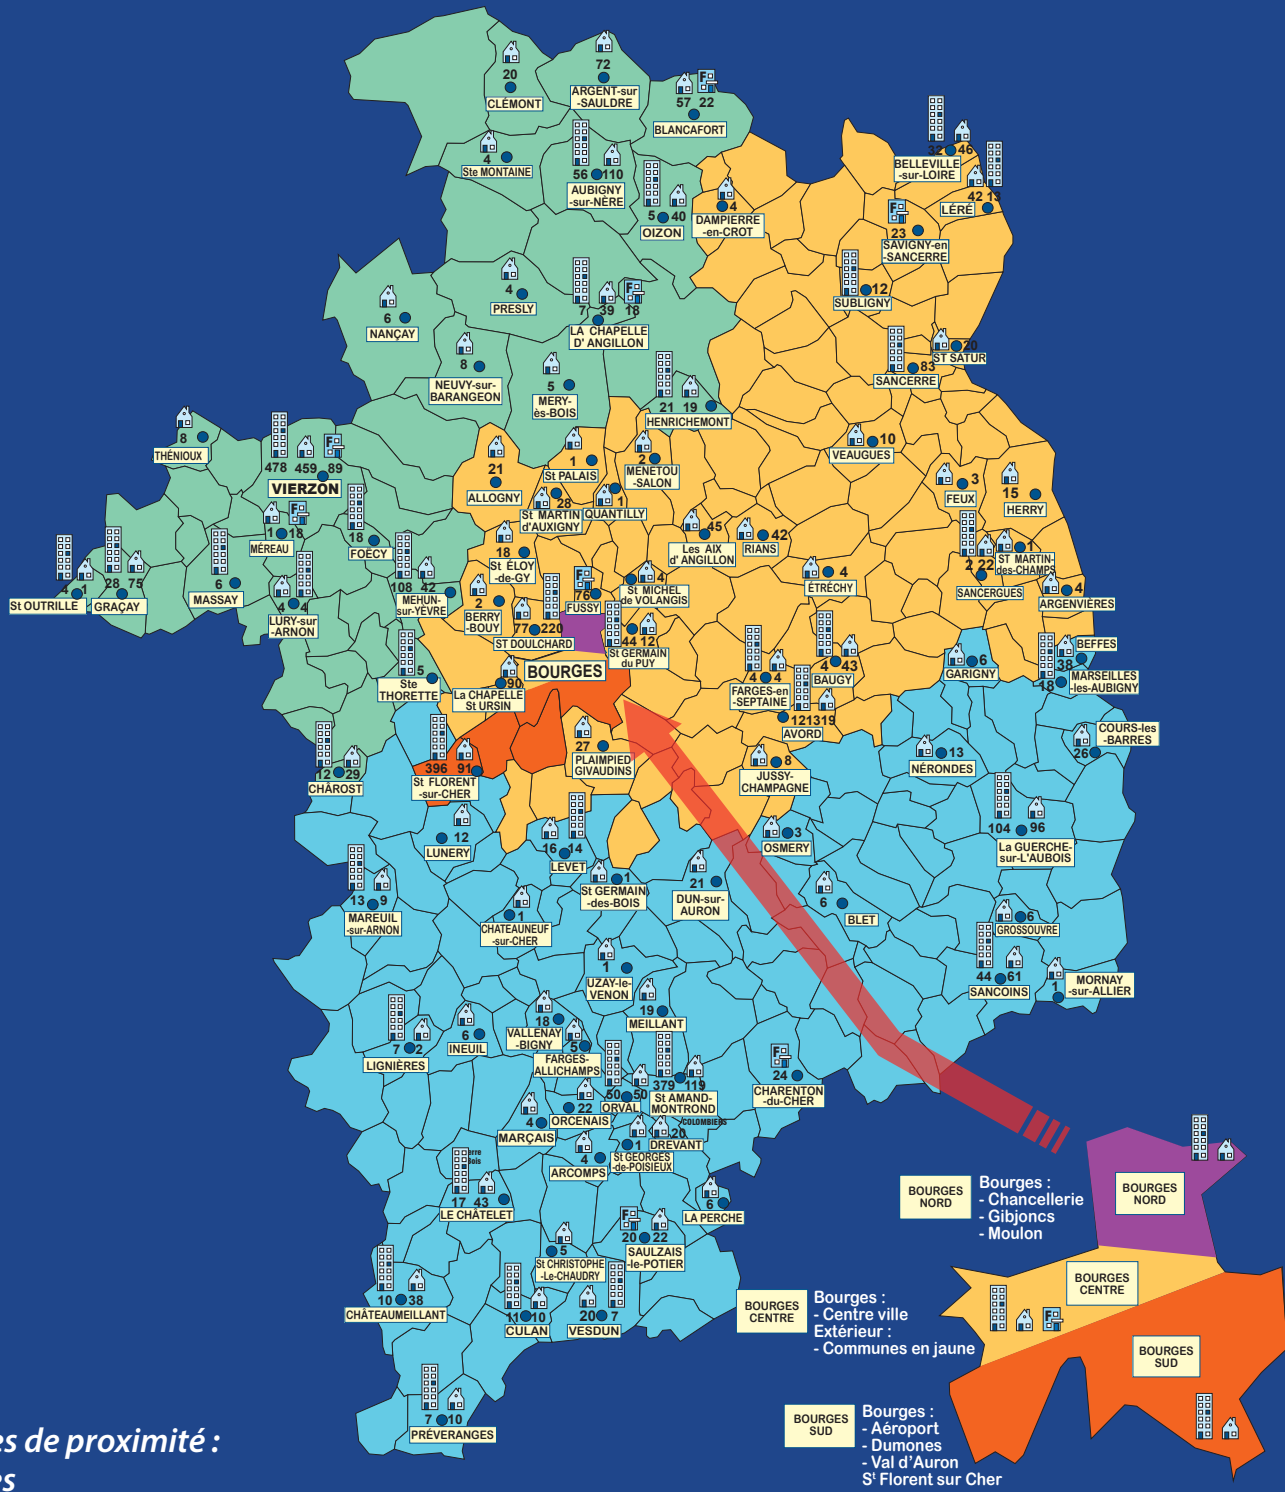 20
CLÉMONT
72
ARGENT-sur
-SAULDRE
F
57 22
BLANCAFORT
4
Ste MONTAINE
56 110
AUBIGNY
-sur-NÈRE
5 40
OIZON
4
DAMPIERRE
-en-CROT
32 46
BELLEVILLE
-sur-LOIRE
42 13
LÉRÉ
F
23
SAVIGNY-en
-SANCERRE
12
SUBLIGNY
20
ST SATUR
83
SANCERRE
4
PRESLY
F
7 39 18
LA CHAPELLE
D' ANGILLON
6
NANÇAY
8
NEUVY-sur-
BARANGEON
5
MERY-
ès-BOIS
21 19
HENRICHEMONT
8
THÉNIOUX
F
478 459 89
VIERZON
21
ALLOGNY
1
St PALAIS
2
MENETOU
-SALON
10
VEAUGUES
3
FEUX
15
HERRY
28
St MARTIN
d'AUXIGNY
1
QUANTILLY
45
Les AIX
d' ANGILLON
42
RIANS
F
1 18
MÉREAU
18
FOËCY
18
St ÉLOY
-de-GY
2 22
SANCERGUES
1
ST MARTIN
-des-CHAMPS
4
ARGENVIÈRES
4
ÉTRÉCHY
4 1
St OUTRILLE
28 75
GRAÇAY
6
MASSAY
4 4
LURY-sur
-ARNON
108 42
MEHUN-
sur-YÈVRE
2
BERRY
-BOUY
F
76
FUSSY
4
St MICHEL
de VOLANGIS
77 220
ST DOULCHARD
44 12
St GERMAIN
du PUY
BOURGES
5
Ste
THORETTE
90
La CHAPELLE
St URSIN
4 4
FARGES-en
-SEPTAINE
4 43
BAUGY
6
GARIGNY
BEFFES
38
18
MARSEILLES
-les-AUBIGNY
121319
AVORD
27
PLAIMPIED
GIVAUDINS
8
JUSSY-
CHAMPAGNE
13
NÉRONDES
COURS-les
-BARRES
26
12 29
CHÂROST
396 91
St FLORENT
-sur-CHER
12
LUNERY
16 14
LEVET
3
OSMERY
104 96
La GUERCHE-
sur-L'AUBOIS
13 9
MAREUIL
-sur-ARNON
1
CHATEAUNEUF
-sur-CHER
1
St GERMAIN
-des-BOIS
21
DUN-sur-
AURON
6
BLET
6
GROSSOUVRE
44 61
SANCOINS
1
MORNAY
-sur-ALLIER
1
UZAY-le-
VENON
19
MEILLANT
7 2
LIGNIÈRES
6
INEUIL
18
VALLENAY
-BIGNY
5
FARGES-
ALLICHAMPS
50 50
ORVAL
379 119
St AMAND-
MONTROND
F
24
CHARENTON
-du-CHER
22
ORCENAIS
4
MARÇAIS
COLOMBIERS
20
DREVANT
4
ARCOMPS
1
St GEORGES
-de-POISIEUX
17 43
LE CHÂTELET
6
LA PERCHE
5
St CHRISTOPHE
-Le-CHAUDRY
F
20 22
SAULZAIS
-le-POTIER
10 38
CHÂTEAUMEILLANT
11 10
CULAN
20 7
VESDUN
7 10
PRÉVERANGES
BOURGES
NORD
Bourges :
- Chancellerie
- Gibjoncs
- Moulon
BOURGES
NORD
BOURGES
CENTRE
F
BOURGES
SUD
BOURGES
CENTRE
Bourges :
- Centre ville
Extérieur :
- Communes en jaune
BOURGES
SUD
Bourges :
- Aéroport
- Dumones
- Val d'Auron
St Florent sur Cher
es de proximité :
es